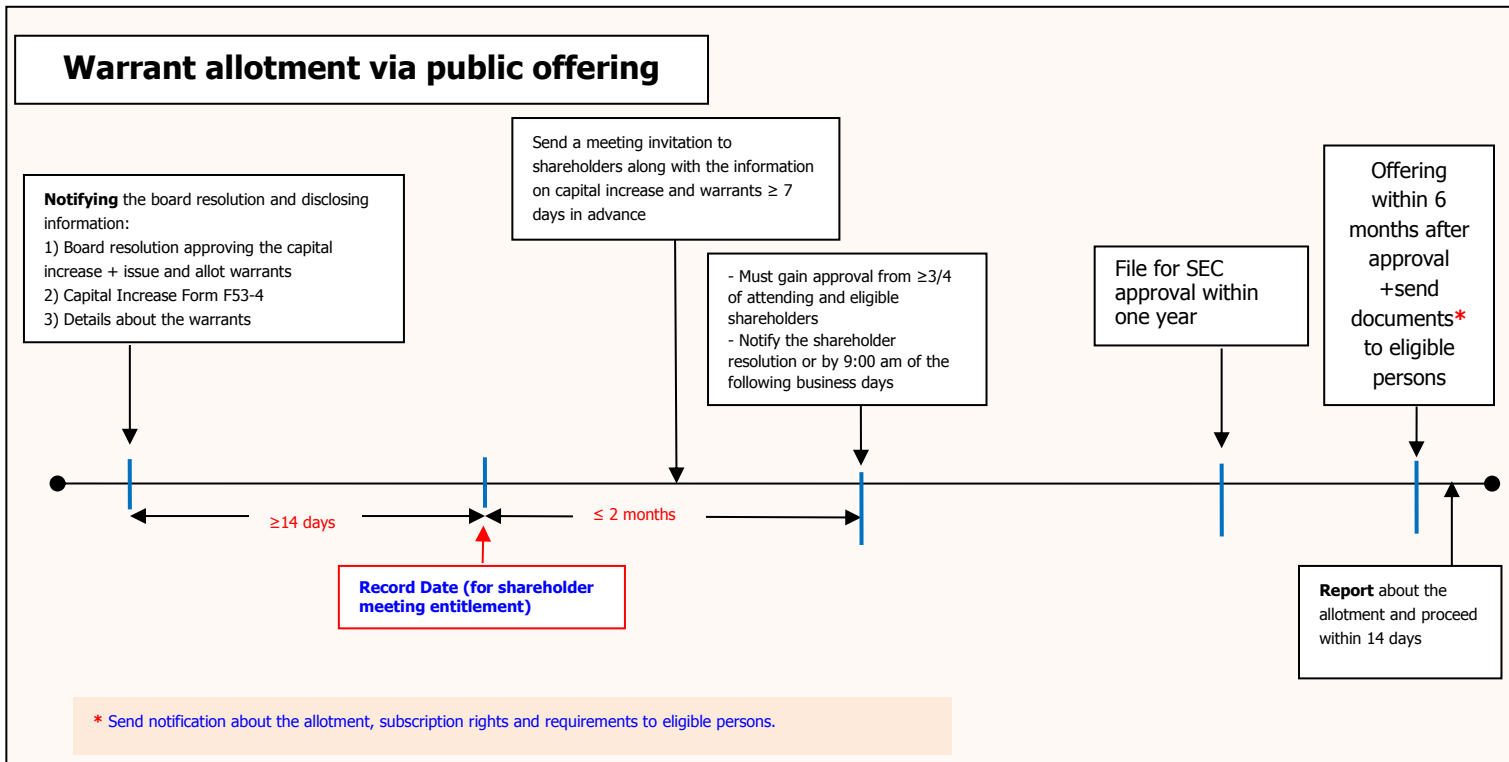 Warrant allotment via public offering
Notifying the board resolution and disclosing
information:
1) Board resolution approving the capital
increase + issue and allot warrants
2) Capital Increase Form F53-4
3) Details about the warrants
Send a meeting invitation to
shareholders along with the information
on capital increase and warrants ≥ 7
days in advance
- Must gain approval from ≥3/4
of attending and eligible
shareholders
- Notify the shareholder
resolution or by 9:00 am of the
following business days
File for SEC
approval within
one year
Offering
within 6
months after
approval
+send
documents*
to eligible
persons
≥14 days
≤ 2 months
Record Date (for shareholder
meeting entitlement)
Report about the
allotment and proceed
within 14 days
* Send notification about the allotment, subscription rights and requirements to eligible persons.